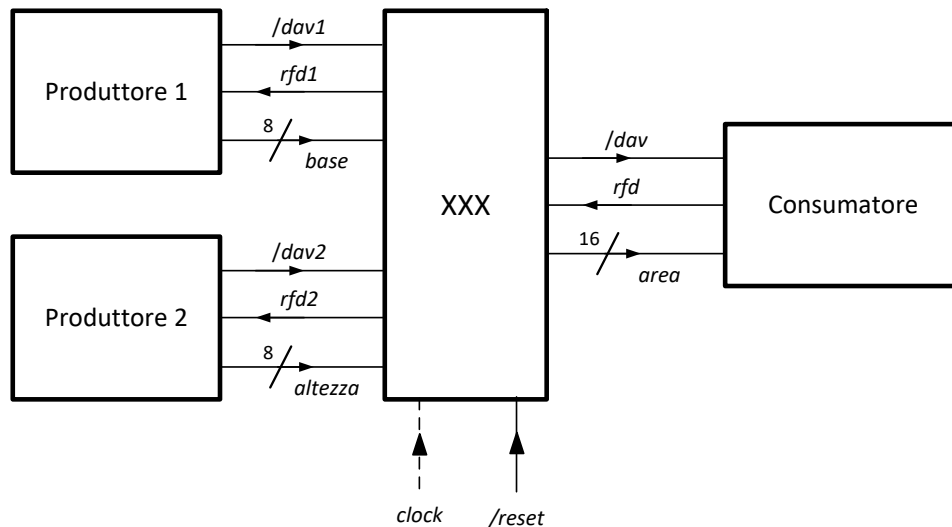 /dav1
Produttore 1
rfd1
8
base
/dav
XXX
rfd
Consumatore
16
area
/dav2
Produttore 2
rfd2
8
altezza
clock
/reset